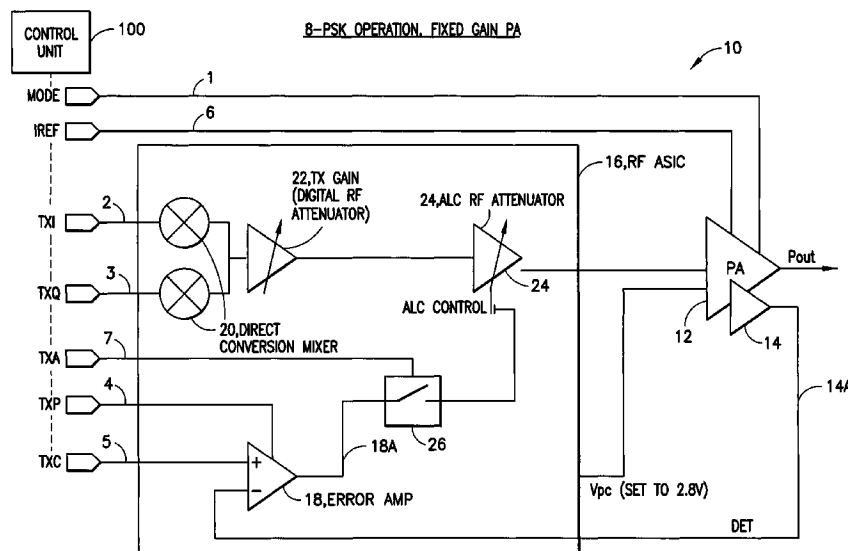 8-PSK OPERATION, FIXED GAIN PA
CONTROL
UNIT
100
10
MODE
1
IREF
6
16,RF ASIC
22,TX GAIN
(DIGITAL RF
ATTENUATOR)
24,ALC RF ATTENUATOR
TXI
2
TXQ
3
24
PA
Pout
ALC CONTROL
20,DIRECT
CONVERSION MIXER
12
14
TXA
7
14A
TXP
4
26
TXC
5
18A
+
−
18,ERROR AMP
Vpc (SET TO 2.8V)
DET